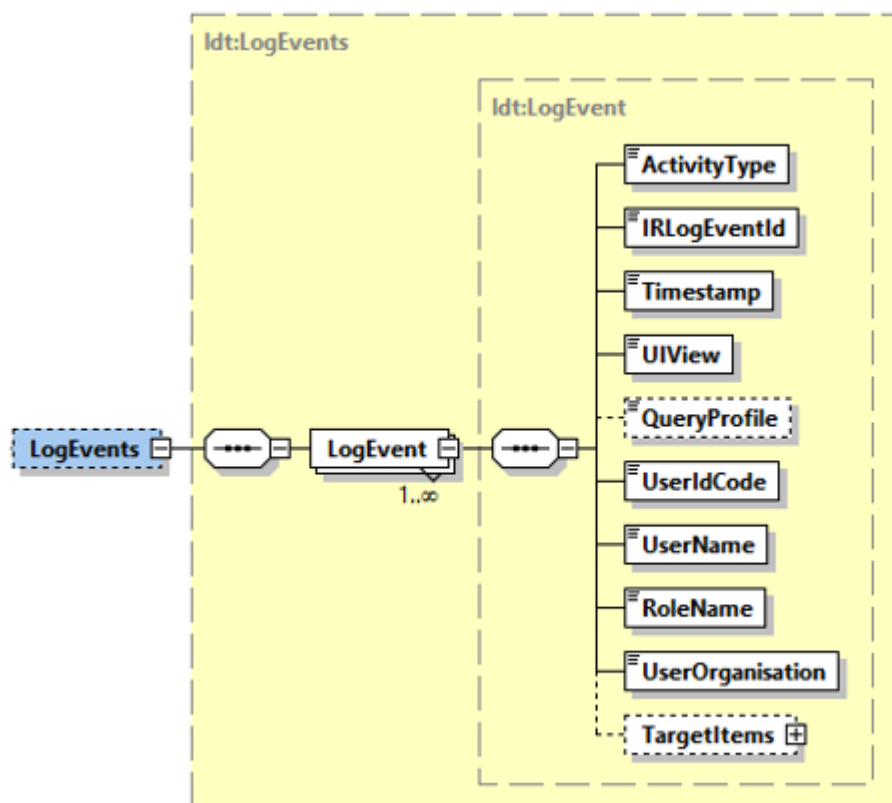 ldt:LogEvents
ldt:LogEvent
ActivityType
IRLogEventId
Timestamp
UIView
QueryProfile
LogEvents
LogEvent
1..∞
UserIdCode
UserName
RoleName
UserOrganisation
TargetItems